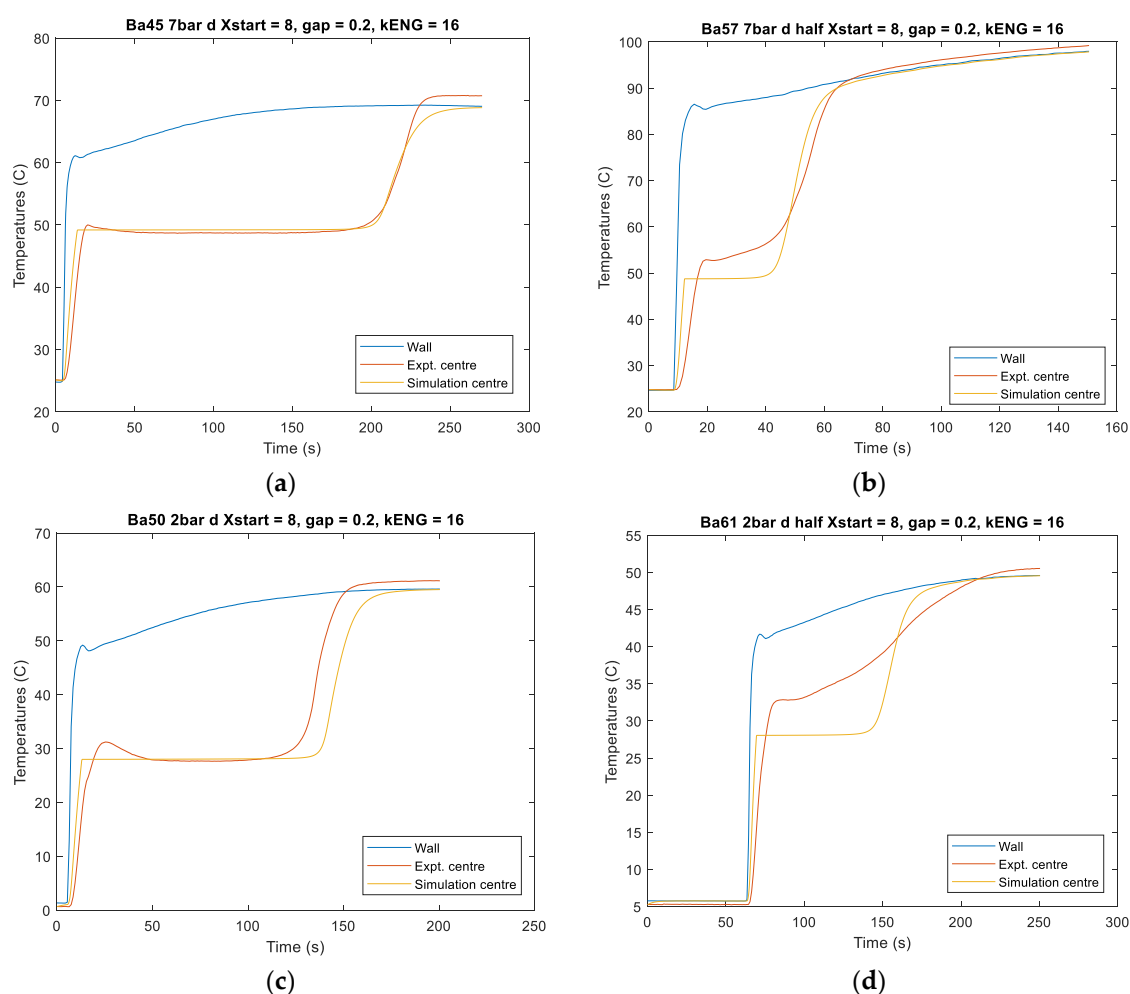 Ba45 7bar d Xstart = 8, gap = 0.2, kENG = 16
80
70
60
50
40
30
20
Temperatures (C)
Wall
Expt. centre
Simulation centre
0 50 100 150 200 250 300
Time (s)
(a)
Ba57 7bar d half Xstart = 8, gap = 0.2, kENG = 16
100
90
80
70
60
50
40
30
20
Temperatures (C)
Wall
Expt. centre
Simulation centre
0 20 40 60 80 100 120 140 160
Time (s)
(b)
Ba50 2bar d Xstart = 8, gap = 0.2, kENG = 16
70
60
50
40
30
20
10
0
Temperatures (C)
Wall
Expt. centre
Simulation centre
0 50 100 150 200 250
Time (s)
(c)
Ba61 2bar d half Xstart = 8, gap = 0.2, kENG = 16
55
50
45
40
35
30
25
20
15
10
5
Temperatures (C)
Wall
Expt. centre
Simulation centre
0 50 100 150 200 250 300
Time (s)
(d)